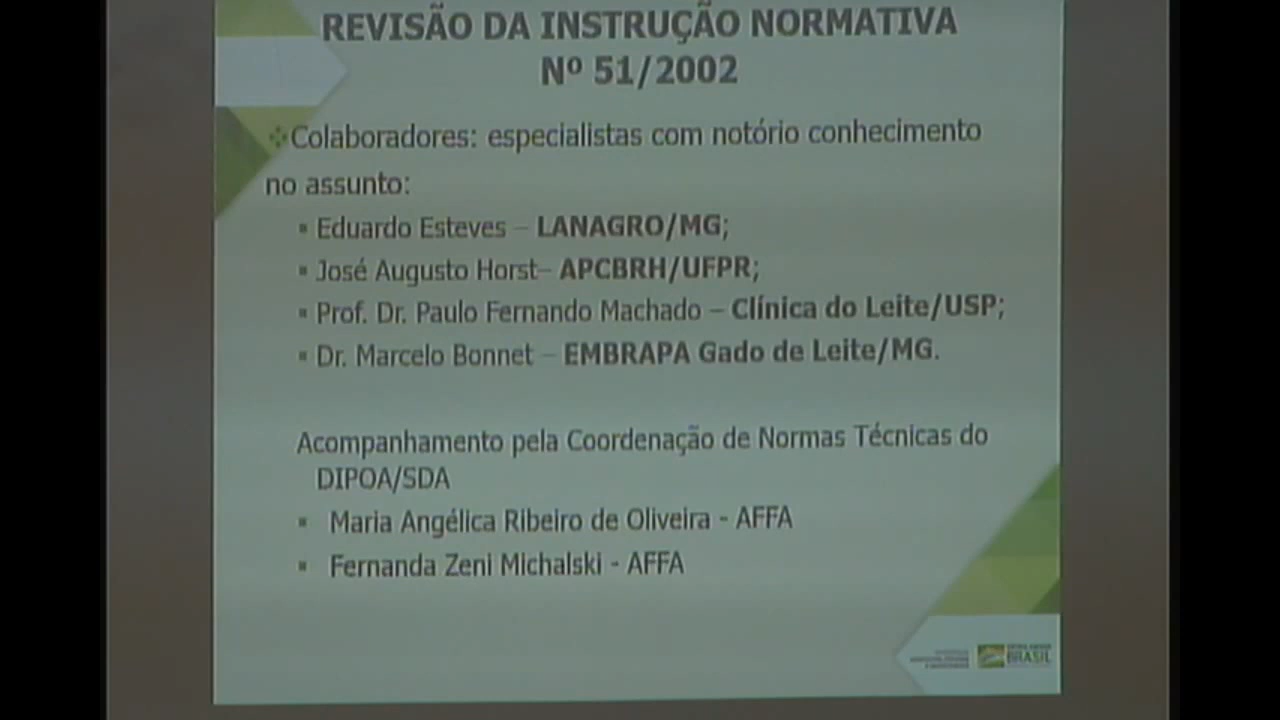 REVISÃO DA INSTRUÇÃO NORMATIVA
Nº 51/2002
Colaboradores: especialistas com notório conhecimento
no assunto:
Eduardo Esteves – LANAGRO/MG;
José Augusto Horst– APCBRH/UFPR;
Prof. Dr. Paulo Fernando Machado – Clínica do Leite/USP;
Dr. Marcelo Bonnet – EMBRAPA Gado de Leite/MG.
Acompanhamento pela Coordenação de Normas Técnicas do
DIPOA/SDA
Maria Angélica Ribeiro de Oliveira - AFFA
Fernanda Zeni Michalski - AFFA
BRASIL